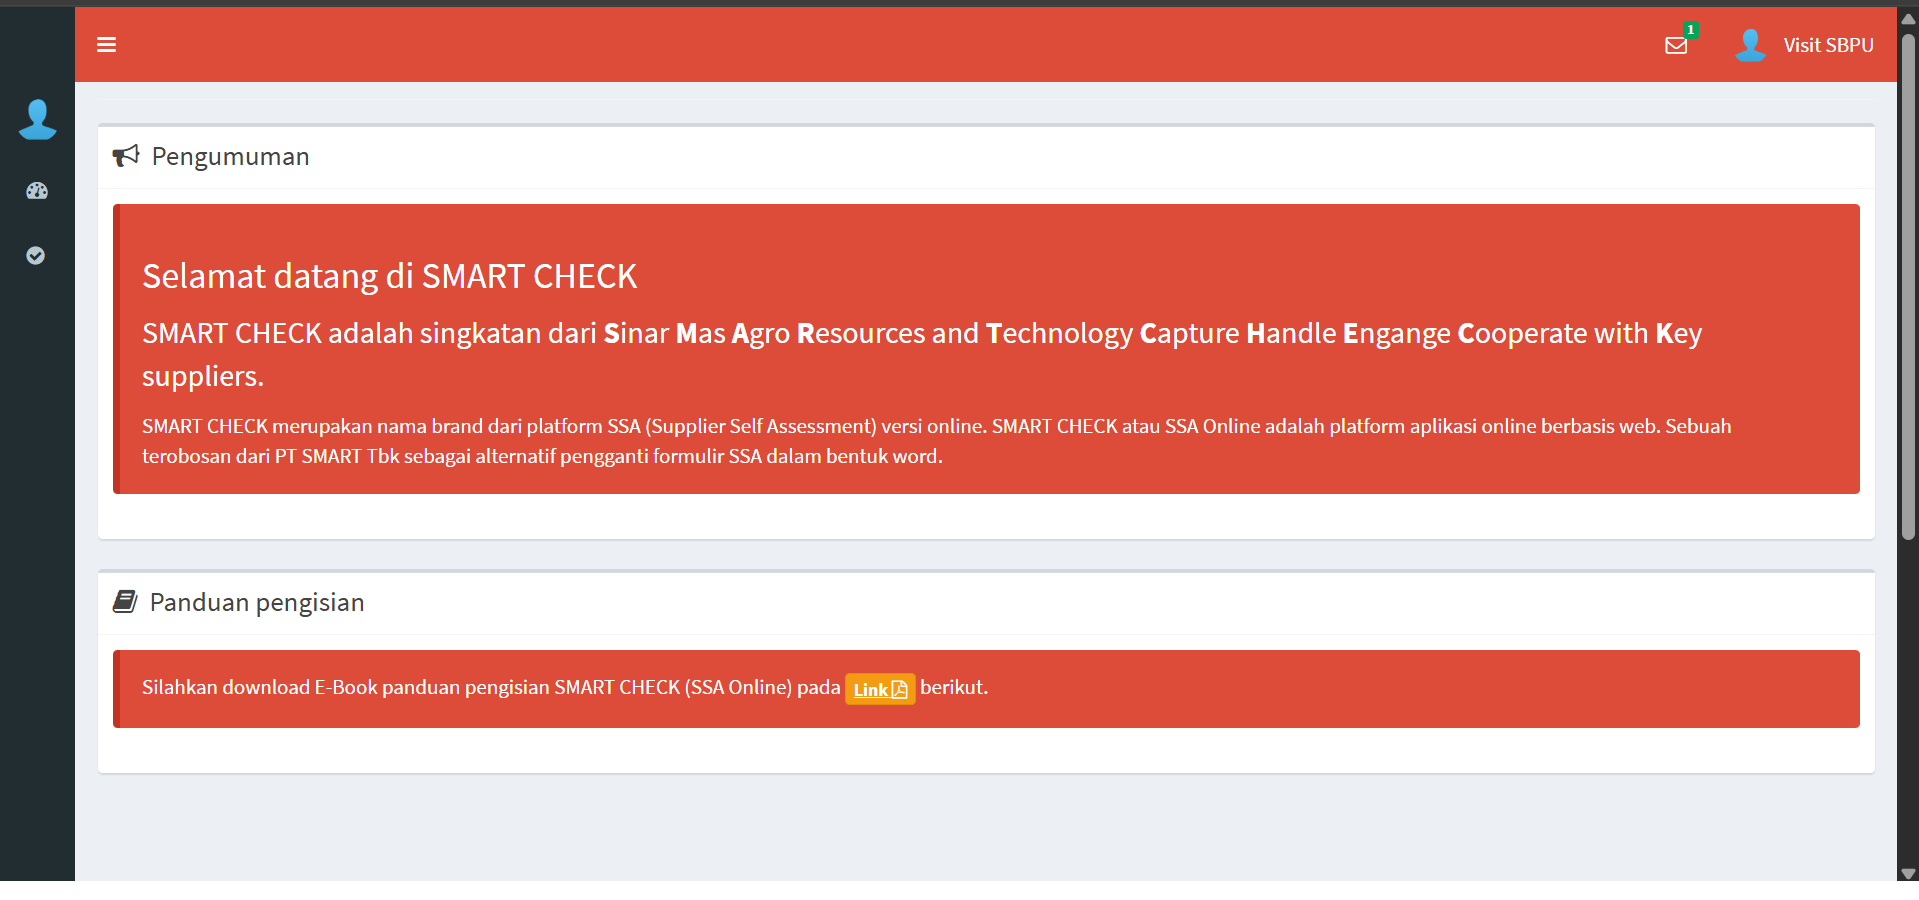 1
Visit SBPU
Pengumuman
Selamat datang di SMART CHECK
SMART CHECK adalah singkatan dari Sinar Mas Agro Resources and Technology Capture Handle Engange Cooperate with Key
suppliers.
SMART CHECK merupakan nama brand dari platform SSA (Supplier Self Assessment) versi online. SMART CHECK atau SSA Online adalah platform aplikasi online berbasis web. Sebuah
terobosan dari PT SMART Tbk sebagai alternatif pengganti formulir SSA dalam bentuk word.
Panduan pengisian
Silahkan download E-Book panduan pengisian SMART CHECK (SSA Online) pada Link berikut.